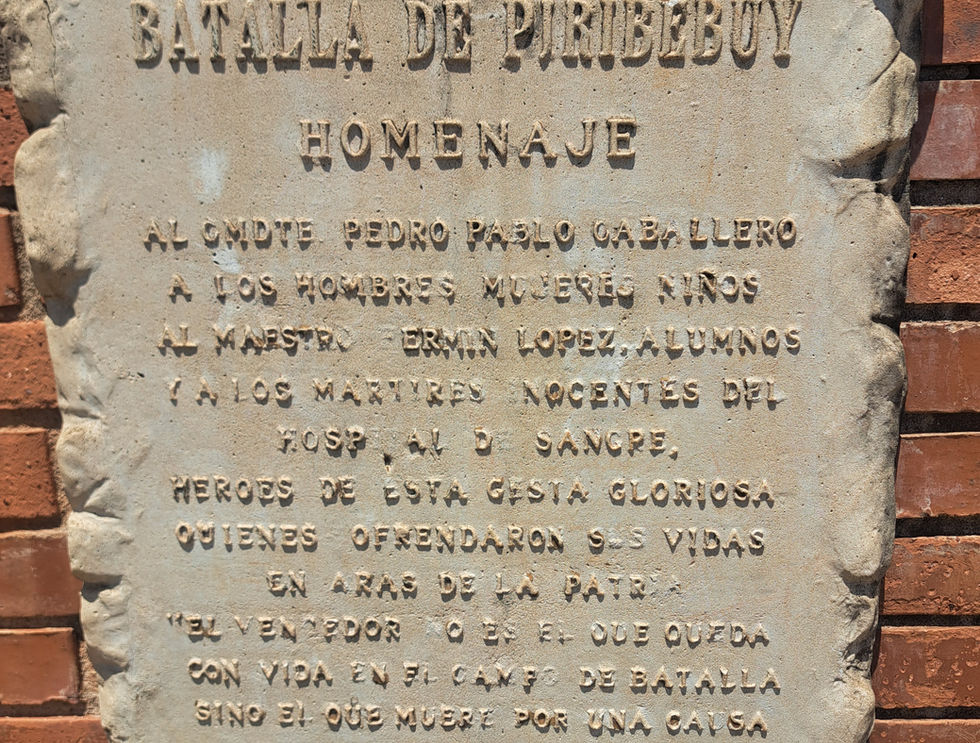 BATALLA DE PIRIBEBUY
HOMENAJE
AL CMDTE. PEDRO PABLO CABALLERO
A LOS HOMBRES MUJERES NIÑOS
AL MAESTRO FERMIN LOPEZ, ALUMNOS
Y A LOS MARTIRES INOCENTES DEL
HOSPITAL DE SANGRE,
HEROES DE ESTA GESTA GLORIOSA
QUIENES OFRENDARON SUS VIDAS
EN ARAS DE LA PATRIA
"EL VENCEDOR NO ES EL QUE QUEDA
CON VIDA EN EL CAMPO DE BATALLA
SINO EL QUE MUERE POR UNA CAUSA